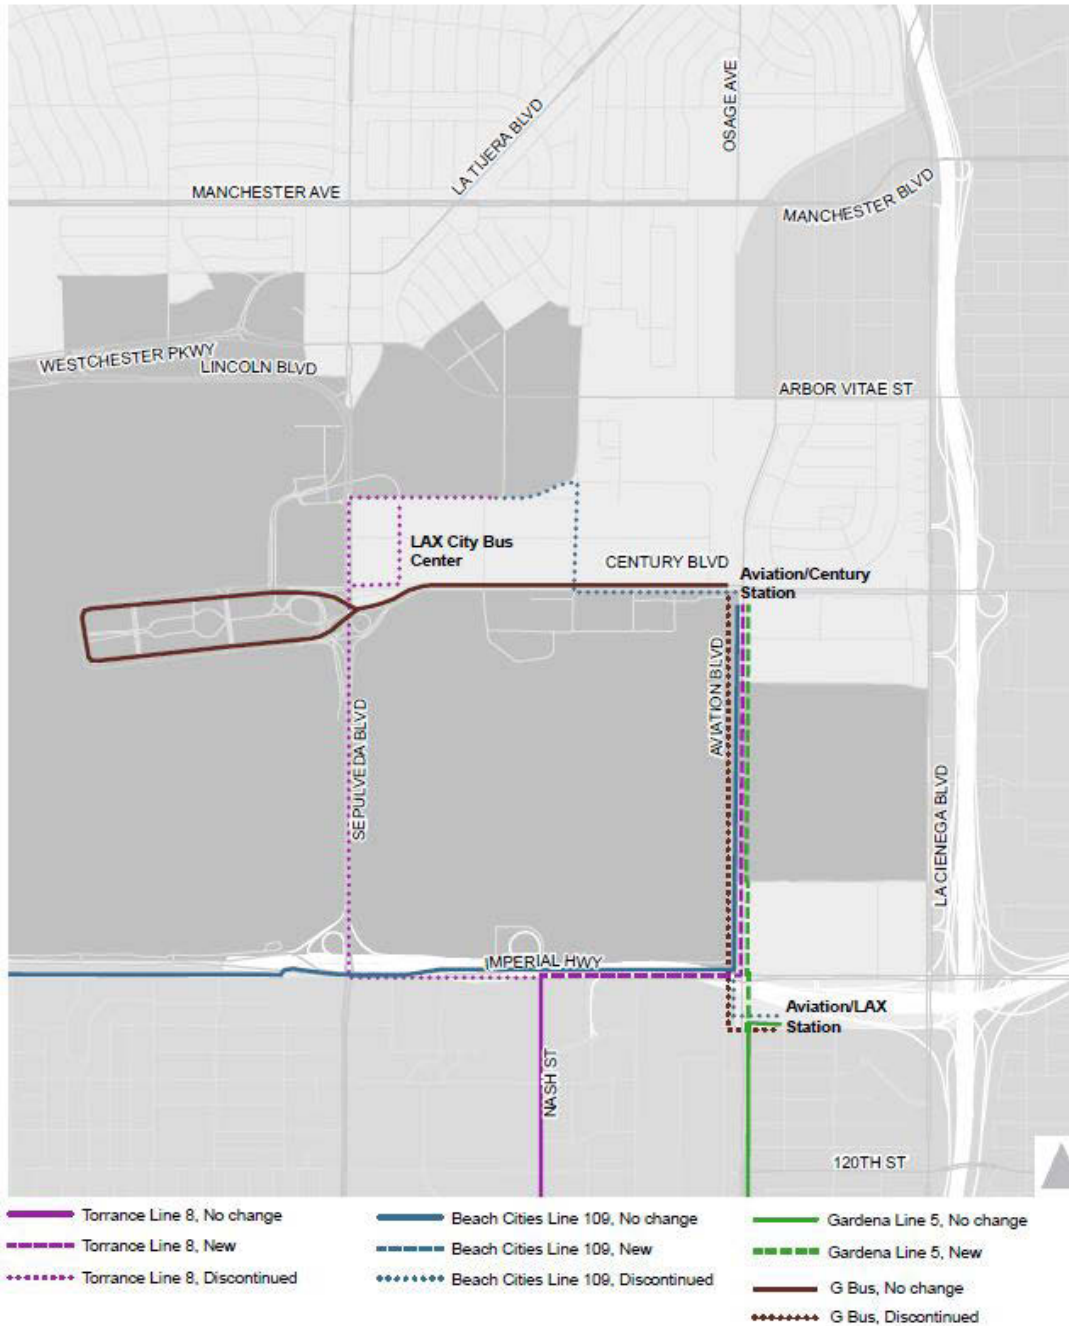 OSAGE AVE
LA TIJERA BLVD
MANCHESTER AVE
MANCHESTER BLVD
WESTCHESTER PKWY
LINCOLN BLVD
ARBOR VITAE ST
LAX City Bus
Center
CENTURY BLVD
Aviation/Century
Station
AVIATION BLVD
SEPULVEDA BLVD
LA CIENEGA BLVD
IMPERIAL HWY
Aviation/LAX
Station
NASH ST
120TH ST
Torrance Line 8, No change
Torrance Line 8, New
Torrance Line 8, Discontinued
Beach Cities Line 109, No change
Beach Cities Line 109, New
Beach Cities Line 109, Discontinued
Gardena Line 5, No change
Gardena Line 5, New
G Bus, No change
G Bus, Discontinued